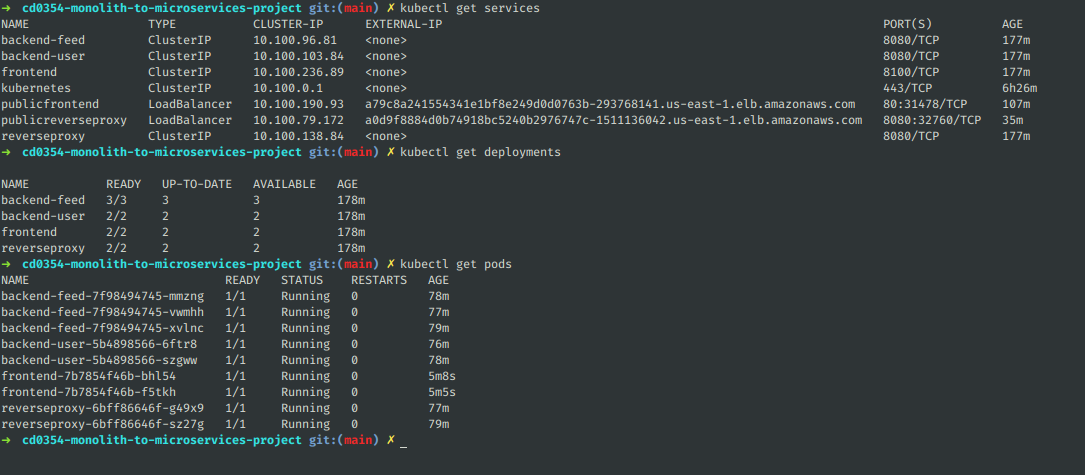 ➜ cd0354-monolith-to-microservices-project git:(main) ✗ kubectl get services
NAME TYPE CLUSTER-IP EXTERNAL-IP PORT(S) AGE
backend-feed ClusterIP 10.100.96.81 <none> 8080/TCP 177m
backend-user ClusterIP 10.100.103.84 <none> 8080/TCP 177m
frontend ClusterIP 10.100.236.89 <none> 8100/TCP 177m
kubernetes ClusterIP 10.100.0.1 <none> 443/TCP 6h26m
publicfrontend LoadBalancer 10.100.190.93 a79c8a241554341e1bf8e249d0d0763b-293768141.us-east-1.elb.amazonaws.com 80:31478/TCP 107m
publicreverseproxy LoadBalancer 10.100.79.172 a0d9f8884d0b74918bc5240b2976747c-1511136042.us-east-1.elb.amazonaws.com 8080:32760/TCP 35m
reverseproxy ClusterIP 10.100.138.84 <none> 8080/TCP 177m
➜ cd0354-monolith-to-microservices-project git:(main) ✗ kubectl get deployments
NAME READY UP-TO-DATE AVAILABLE AGE
backend-feed 3/3 3 3 178m
backend-user 2/2 2 2 178m
frontend 2/2 2 2 178m
reverseproxy 2/2 2 2 178m
➜ cd0354-monolith-to-microservices-project git:(main) ✗ kubectl get pods
NAME READY STATUS RESTARTS AGE
backend-feed-7f98494745-mmzng 1/1 Running 0 78m
backend-feed-7f98494745-vwmhh 1/1 Running 0 77m
backend-feed-7f98494745-xvlnc 1/1 Running 0 79m
backend-user-5b4898566-6ftr8 1/1 Running 0 76m
backend-user-5b4898566-szgww 1/1 Running 0 78m
frontend-7b7854f46b-bhl54 1/1 Running 0 5m8s
frontend-7b7854f46b-f5tkh 1/1 Running 0 5m5s
reverseproxy-6bff86646f-g49x9 1/1 Running 0 77m
reverseproxy-6bff86646f-sz27g 1/1 Running 0 79m
➜ cd0354-monolith-to-microservices-project git:(main) ✗ _